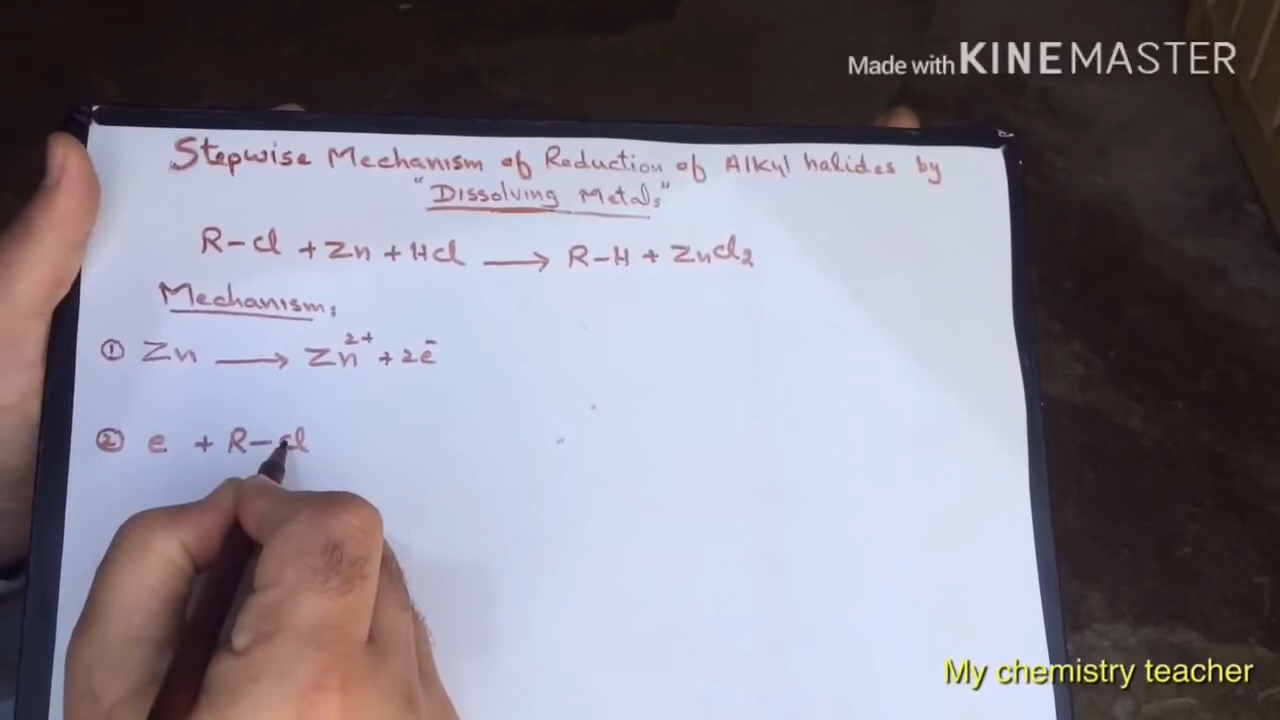 Made with KINEMASTER
Stepwise Mechanism of Reduction of Alkyl halides by
"Dissolving Metals"
R-Cl + Zn + HCl ⟶ R-H + ZnCl₂
Mechanism:
① Zn ⟶ Zn²⁺ + 2e⁻
② e + R-Cl
My chemistry teacher